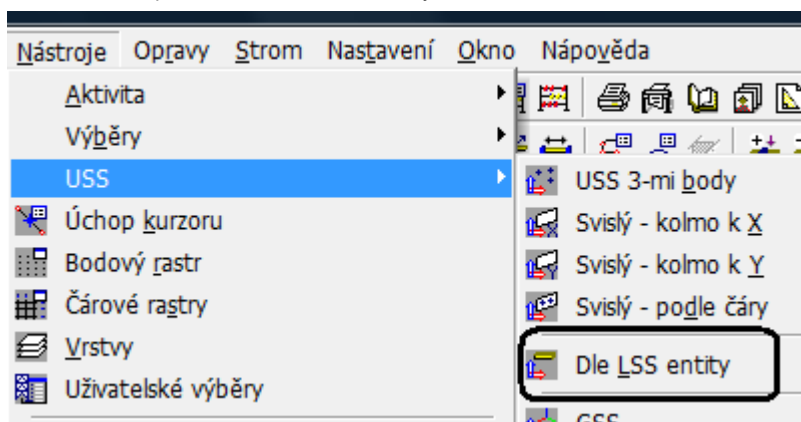 Nástroje Opravy Strom Nastavení Okno Nápověda
Aktivita
Výběry
USS
Úchop kurzoru
Bodový rastr
Čárové rastry
Vrstvy
Uživatelské výběry
USS 3-mi body
Svislý - kolmo k X
Svislý - kolmo k Y
Svislý - podle čáry
Dle LSS entity
GSS